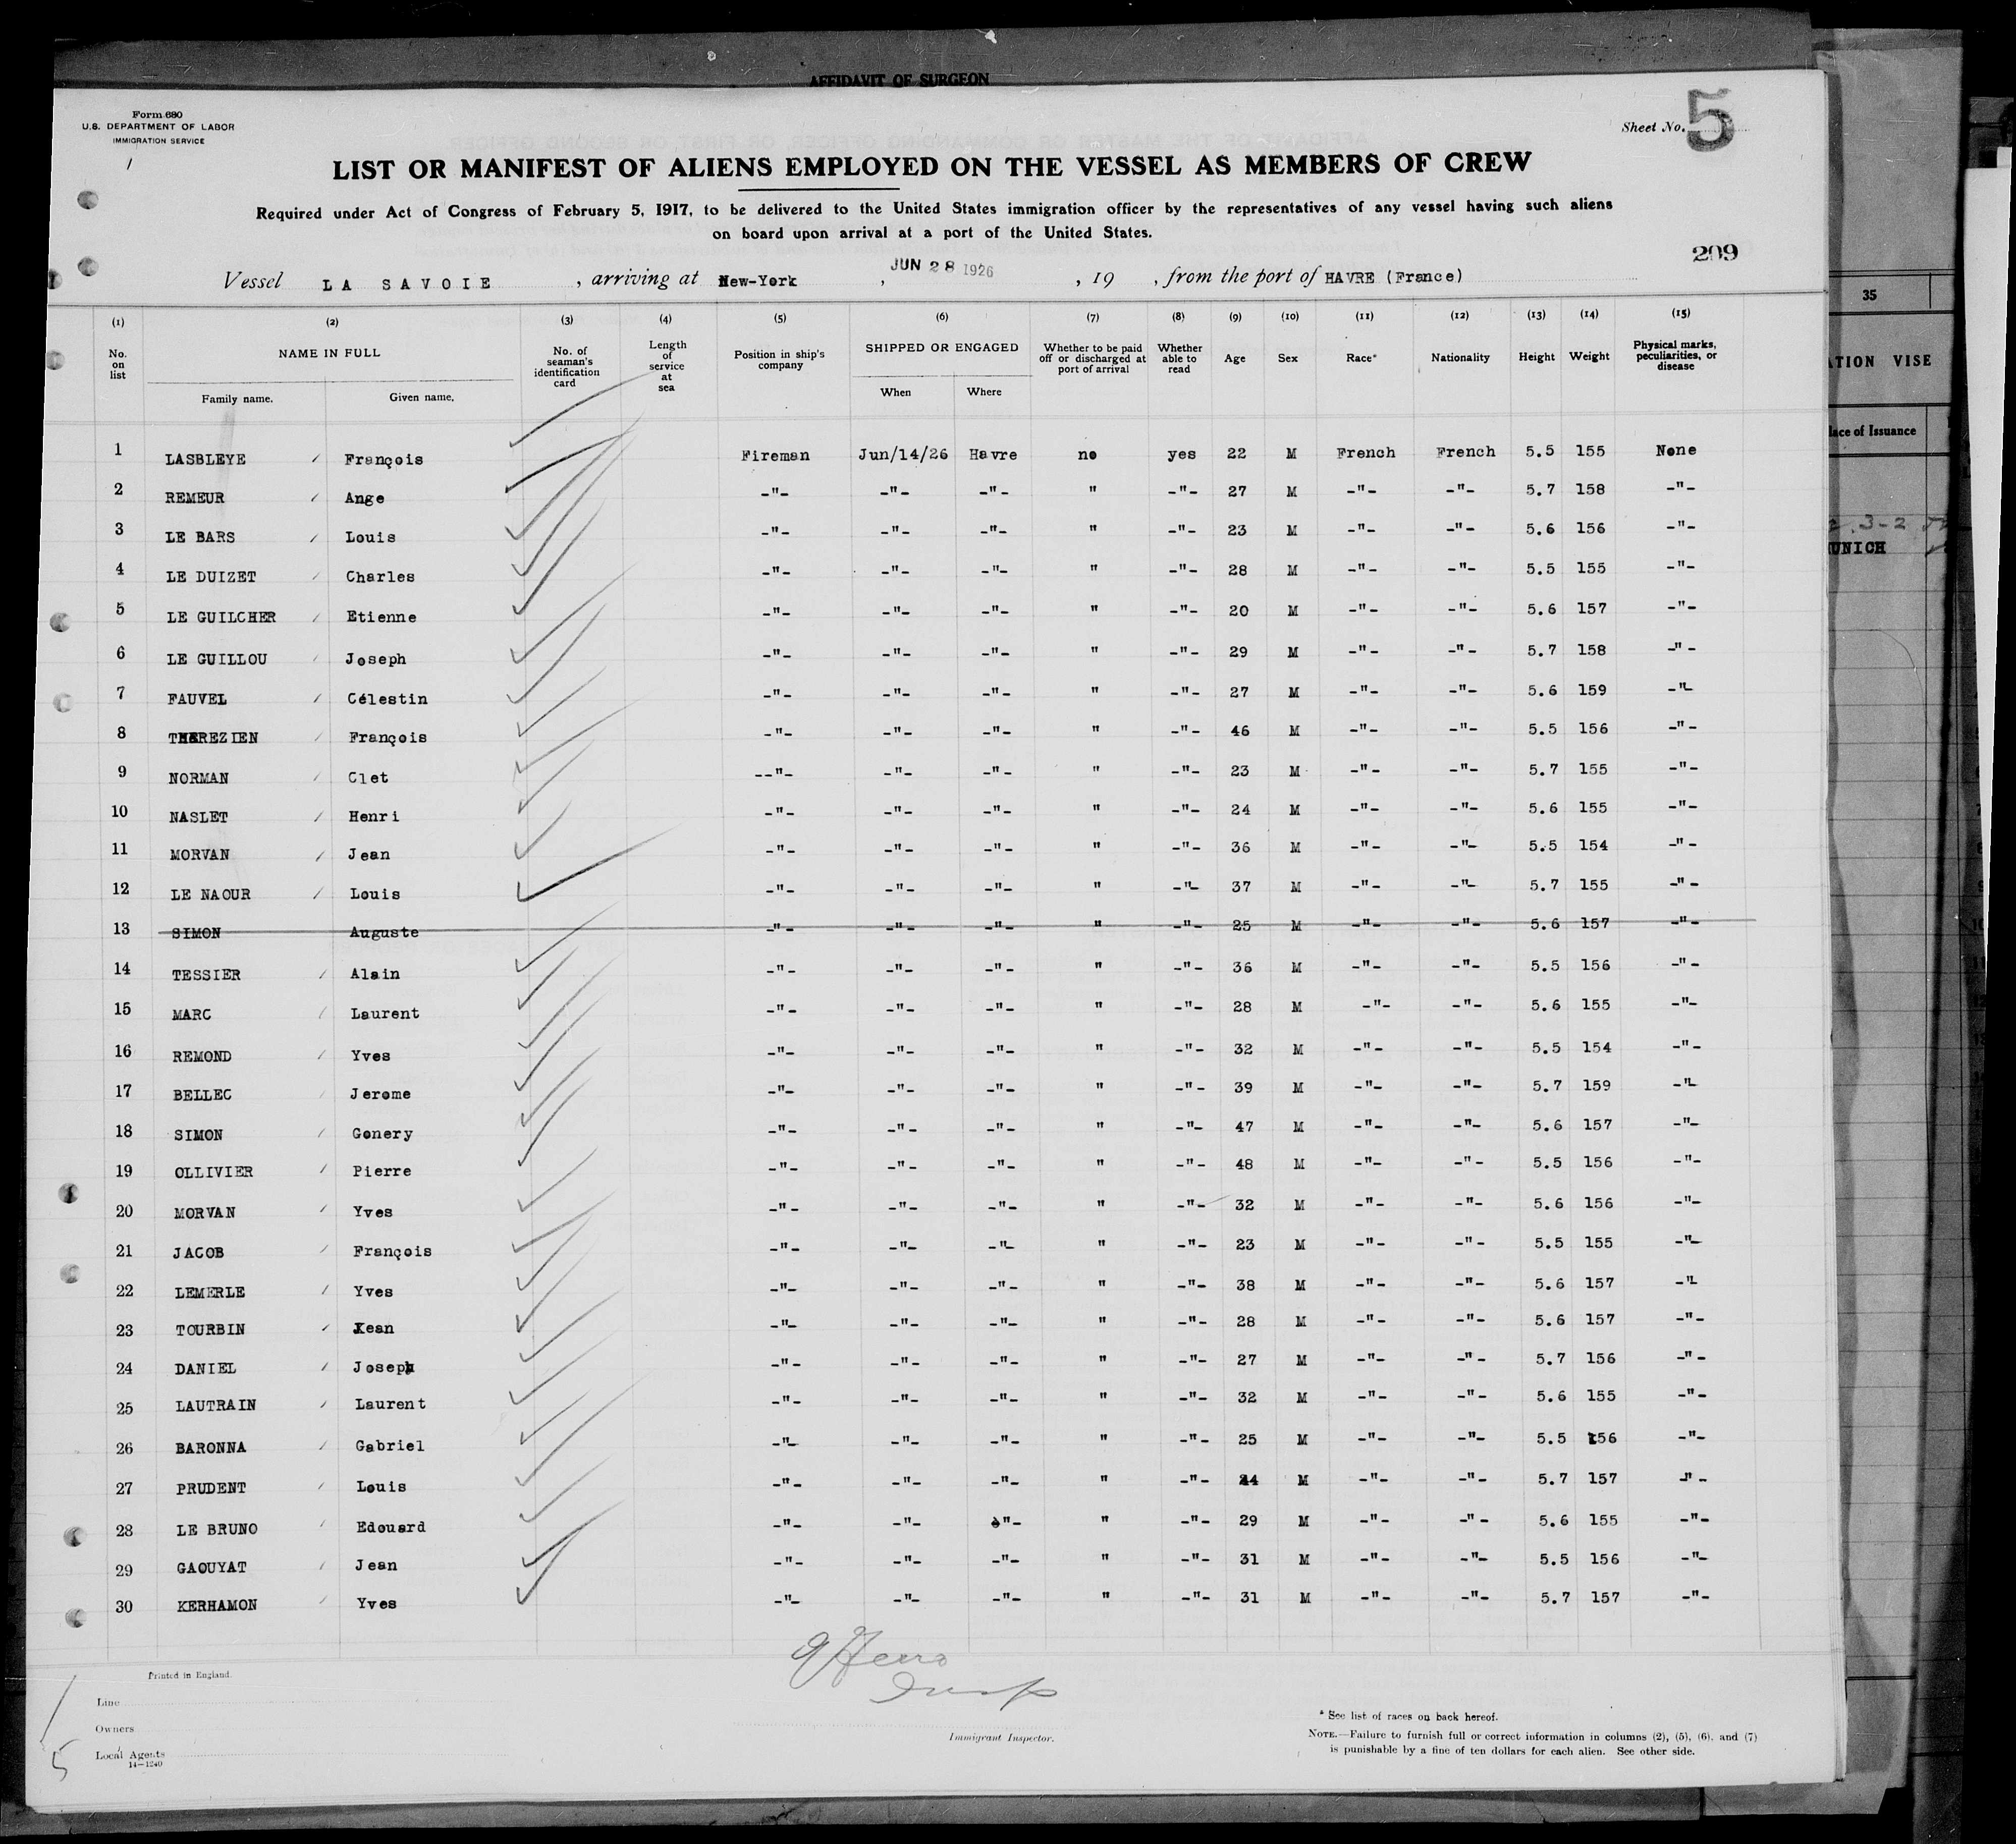 AFFIDAVIT OF SURGEON
Form 680
U.S. DEPARTMENT OF LABOR
IMMIGRATION SERVICE
Sheet No. 5
LIST OR MANIFEST OF ALIENS EMPLOYED ON THE VESSEL AS MEMBERS OF CREW
Required under Act of Congress of February 5, 1917, to be delivered to the United States immigration officer by the representatives of any vessel having such aliens
on board upon arrival at a port of the United States.
209
Vessel LA SAVOIE, arriving at New-York, JUN 28 1926, 19, from the port of HAVRE (France)
(1) (2) (3) (4) (5) (6) (7) (8) (9) (10) (11) (12) (13) (14) (15)
No. on list NAME IN FULL Family name. Given name. No. of seaman's identification card Length of service at sea Position in ship's company SHIPPED OR ENGAGED When Where Whether to be paid off or discharged at port of arrival Whether able to read Age Sex Race* Nationality Height Weight Physical marks, peculiarities, or disease
1 LASBLEYE François Fireman Jun/14/26 Havre no yes 22 M French French 5.5 155 None
2 REMEUR Ange -"- -"- -"- " -"- 27 M -"- -"- 5.7 158 -"-
3 LE BARS Louis -"- -"- -"- " -"- 23 M -"- -"- 5.6 156 -"-
4 LE DUIZET Charles -"- -"- -"- " -"- 28 M -"- -"- 5.5 155 -"-
5 LE GUILCHER Etienne -"- -"- -"- " -"- 20 M -"- -"- 5.6 157 -"-
6 LE GUILLOU Joseph -"- -"- -"- " -"- 29 M -"- -"- 5.7 158 -"-
7 FAUVEL Célestin -"- -"- -"- " -"- 27 M -"- -"- 5.6 159 -"-
8 THEREZIEN François -"- -"- -"- " -"- 46 M -"- -"- 5.5 156 -"-
9 NORMAN Clet --"- -"- -"- " -"- 23 M -"- -"- 5.7 155 -"-
10 NASLET Henri -"- -"- -"- " -"- 24 M -"- -"- 5.6 155 -"-
11 MORVAN Jean -"- -"- -"- " -"- 36 M -"- -"- 5.5 154 -"-
12 LE NAOUR Louis -"- -"- -"- " -"- 37 M -"- -"- 5.7 155 -"-
13 SIMON Auguste -"- -"- -"- " -"- 25 M -"- -"- 5.6 157 -"-
14 TESSIER Alain -"- -"- -"- " -"- 36 M -"- -"- 5.5 156 -"-
15 MARC Laurent -"- -"- -"- " -"- 28 M -"- -"- 5.6 155 -"-
16 REMOND Yves -"- -"- -"- " -"- 32 M -"- -"- 5.5 154 -"-
17 BELLEC Jerome -"- -"- -"- " -"- 39 M -"- -"- 5.7 159 -"-
18 SIMON Gonery -"- -"- -"- " -"- 47 M -"- -"- 5.6 157 -"-
19 OLLIVIER Pierre -"- -"- -"- " -"- 48 M -"- -"- 5.5 156 -"-
20 MORVAN Yves -"- -"- -"- " -"- 32 M -"- -"- 5.6 156 -"-
21 JACOB François -"- -"- -"- " -"- 23 M -"- -"- 5.5 155 -"-
22 LEMERLE Yves -"- -"- -"- " -"- 38 M -"- -"- 5.6 157 -"-
23 TOURBIN Jean -"- -"- -"- " -"- 28 M -"- -"- 5.6 157 -"-
24 DANIEL Joseph -"- -"- -"- " -"- 27 M -"- -"- 5.7 156 -"-
25 LAUTRAIN Laurent -"- -"- -"- " -"- 32 M -"- -"- 5.6 155 -"-
26 BARONNA Gabriel -"- -"- -"- " -"- 25 M -"- -"- 5.5 156 -"-
27 PRUDENT Louis -"- -"- -"- " -"- M -"- -"- 5.7 157 -"-
28 LE BRUNO Edouard -"- -"- -"- " -"- 29 M -"- -"- 5.6 155 -"-
29 GAOUYAT Jean -"- -"- -"- " -"- 31 M -"- -"- 5.5 156 -"-
30 KERHAMON Yves -"- -"- -"- " -"- 31 M -"- -"- 5.7 157 -"-
Printed in England.
Line
Owners
Local Agents
14-1240
5
Immigrant Inspector.
* See list of races on back hereof.
NOTE.—Failure to furnish full or correct information in columns (2), (5), (6), and (7)
is punishable by a fine of ten dollars for each alien. See other side.
35
VISE
of Issuance